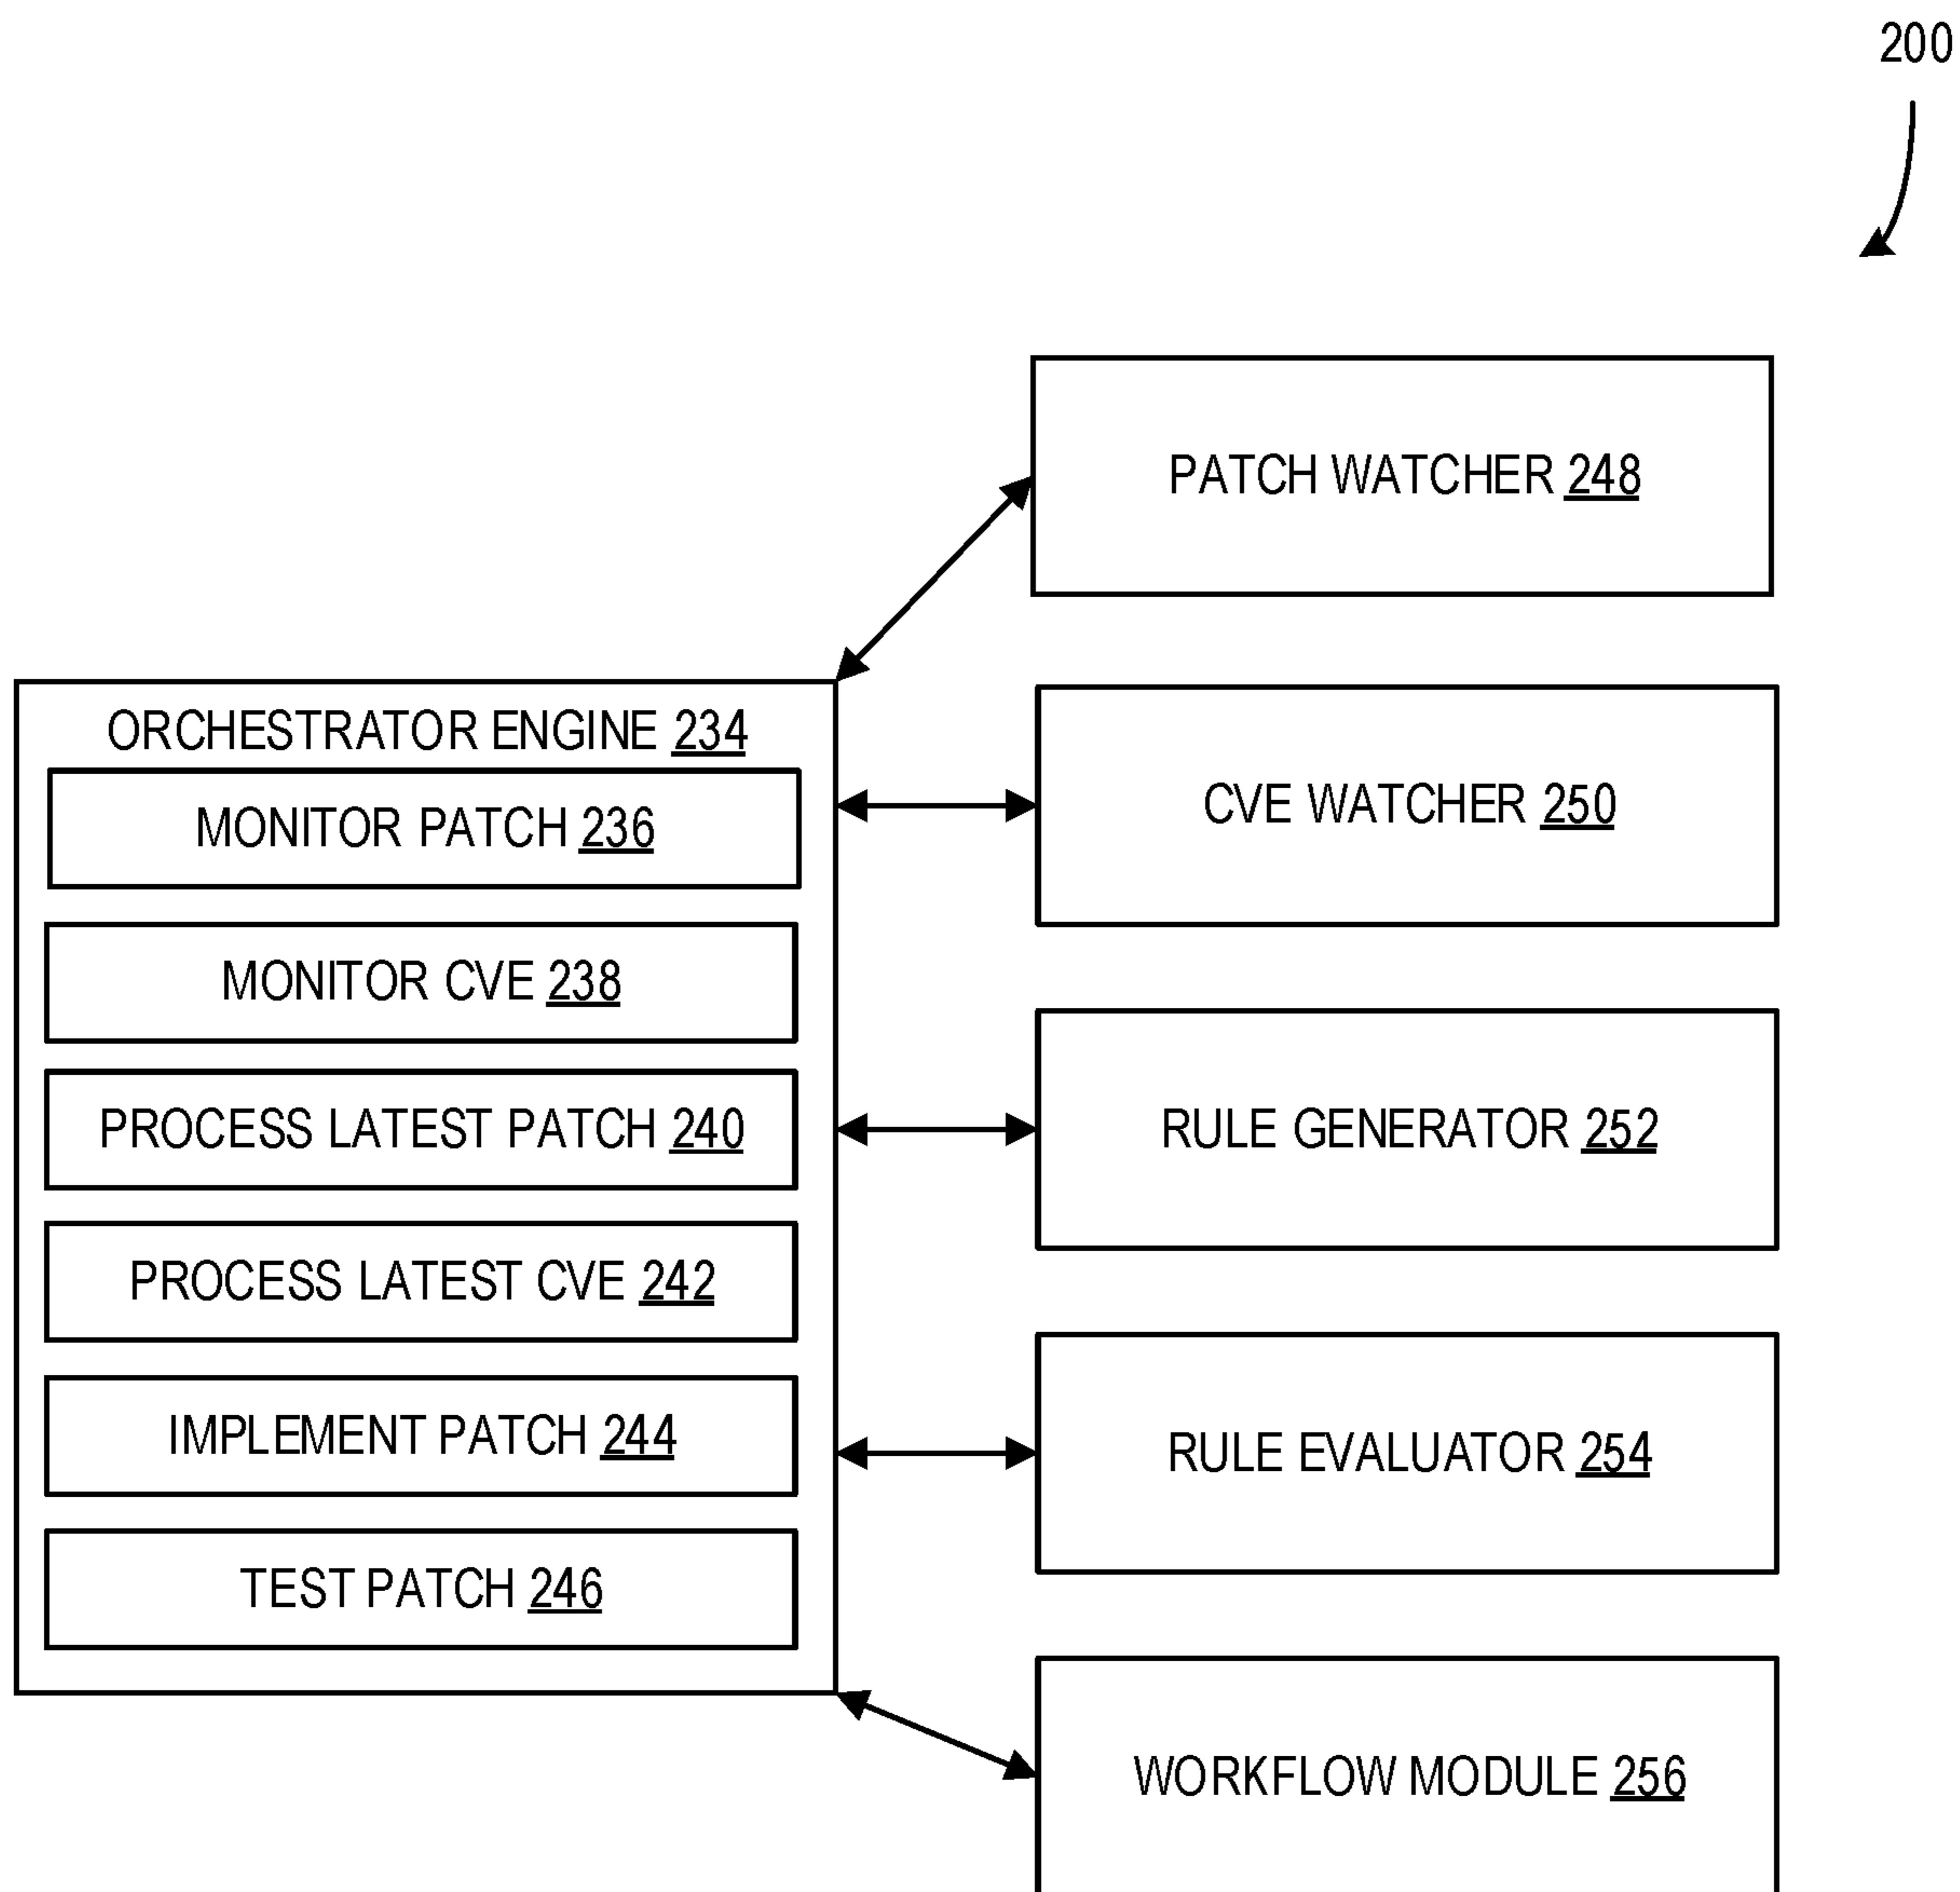 200
PATCH WATCHER 248
ORCHESTRATOR ENGINE 234
MONITOR PATCH 236
MONITOR CVE 238
PROCESS LATEST PATCH 240
PROCESS LATEST CVE 242
IMPLEMENT PATCH 244
TEST PATCH 246
CVE WATCHER 250
RULE GENERATOR 252
RULE EVALUATOR 254
WORKFLOW MODULE 256